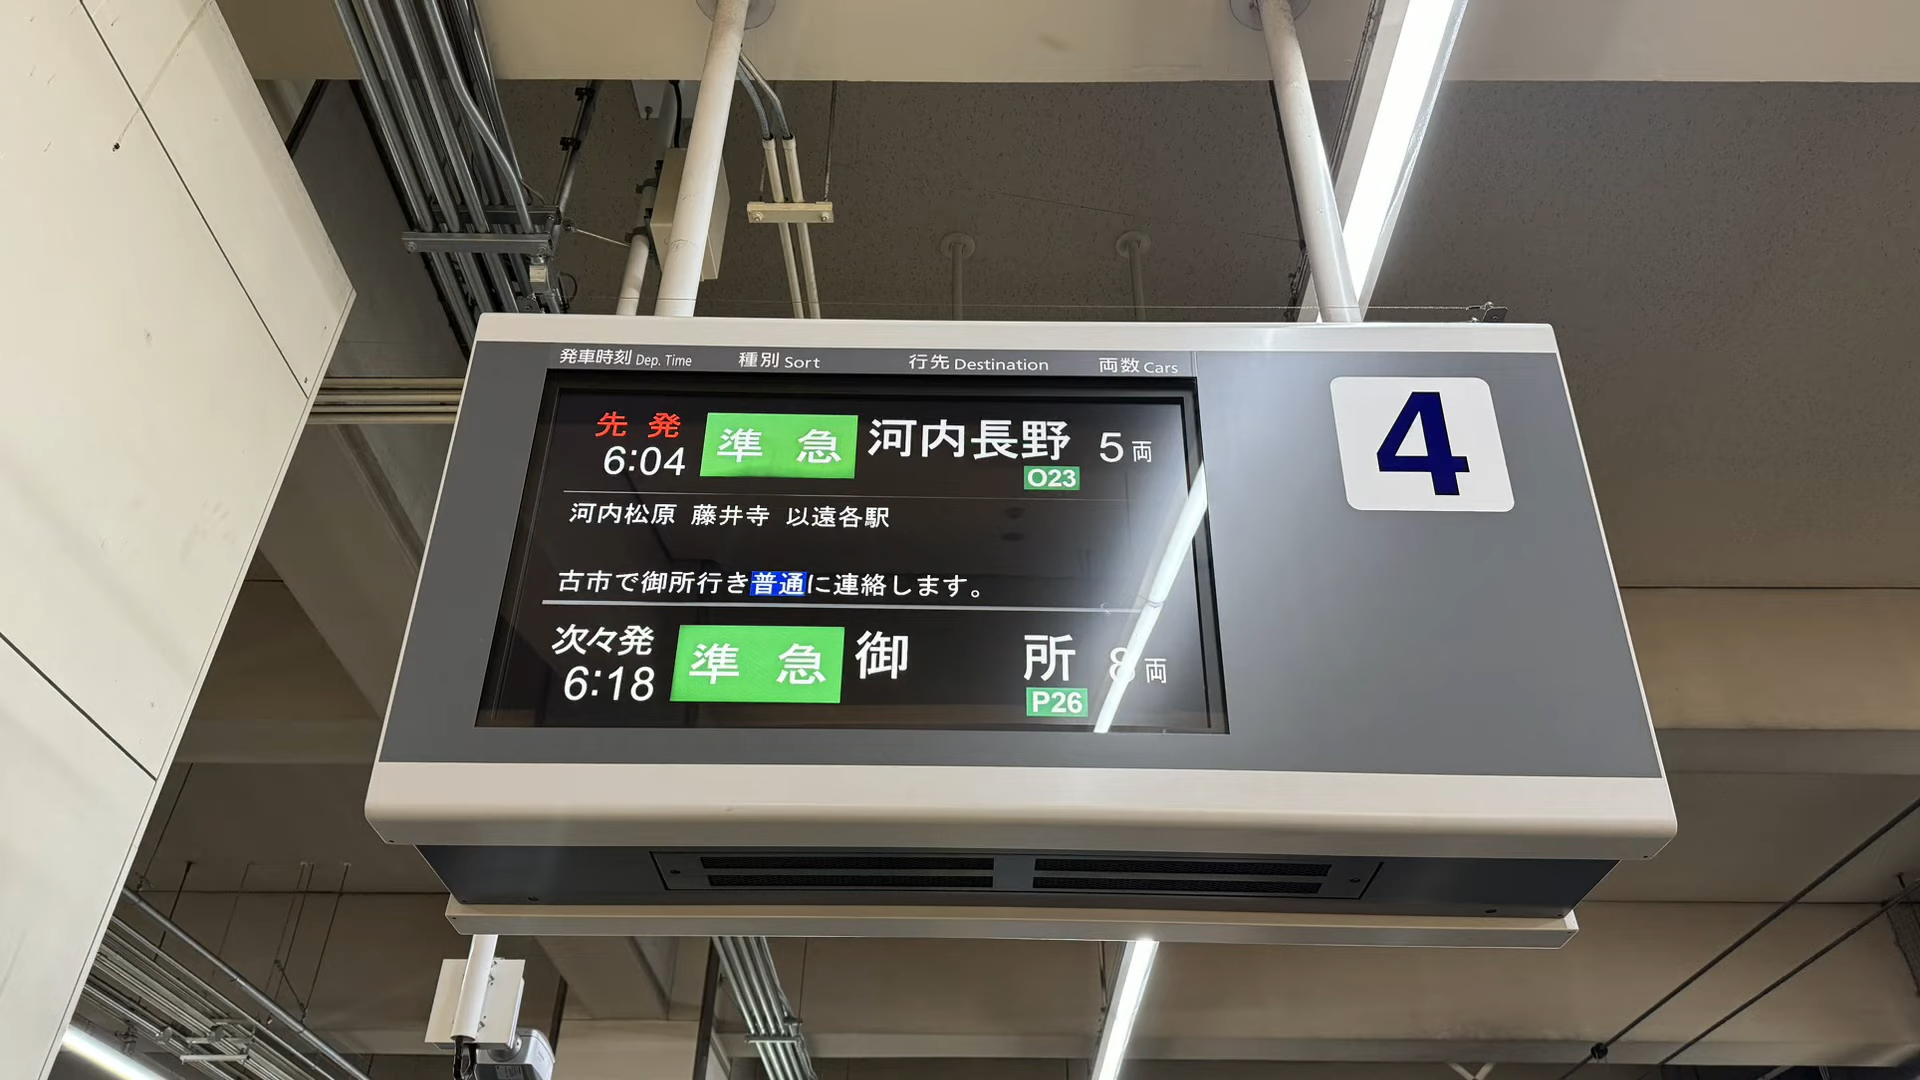 発車時刻 Dep. Time 種別 Sort 行先 Destination 両数 Cars
4
先発
6:04 準急 河内長野 5両
O23
河内松原 藤井寺 以遠各駅
古市で御所行き普通に連絡します。
次々発
6:18 準急 御所 8両
P26